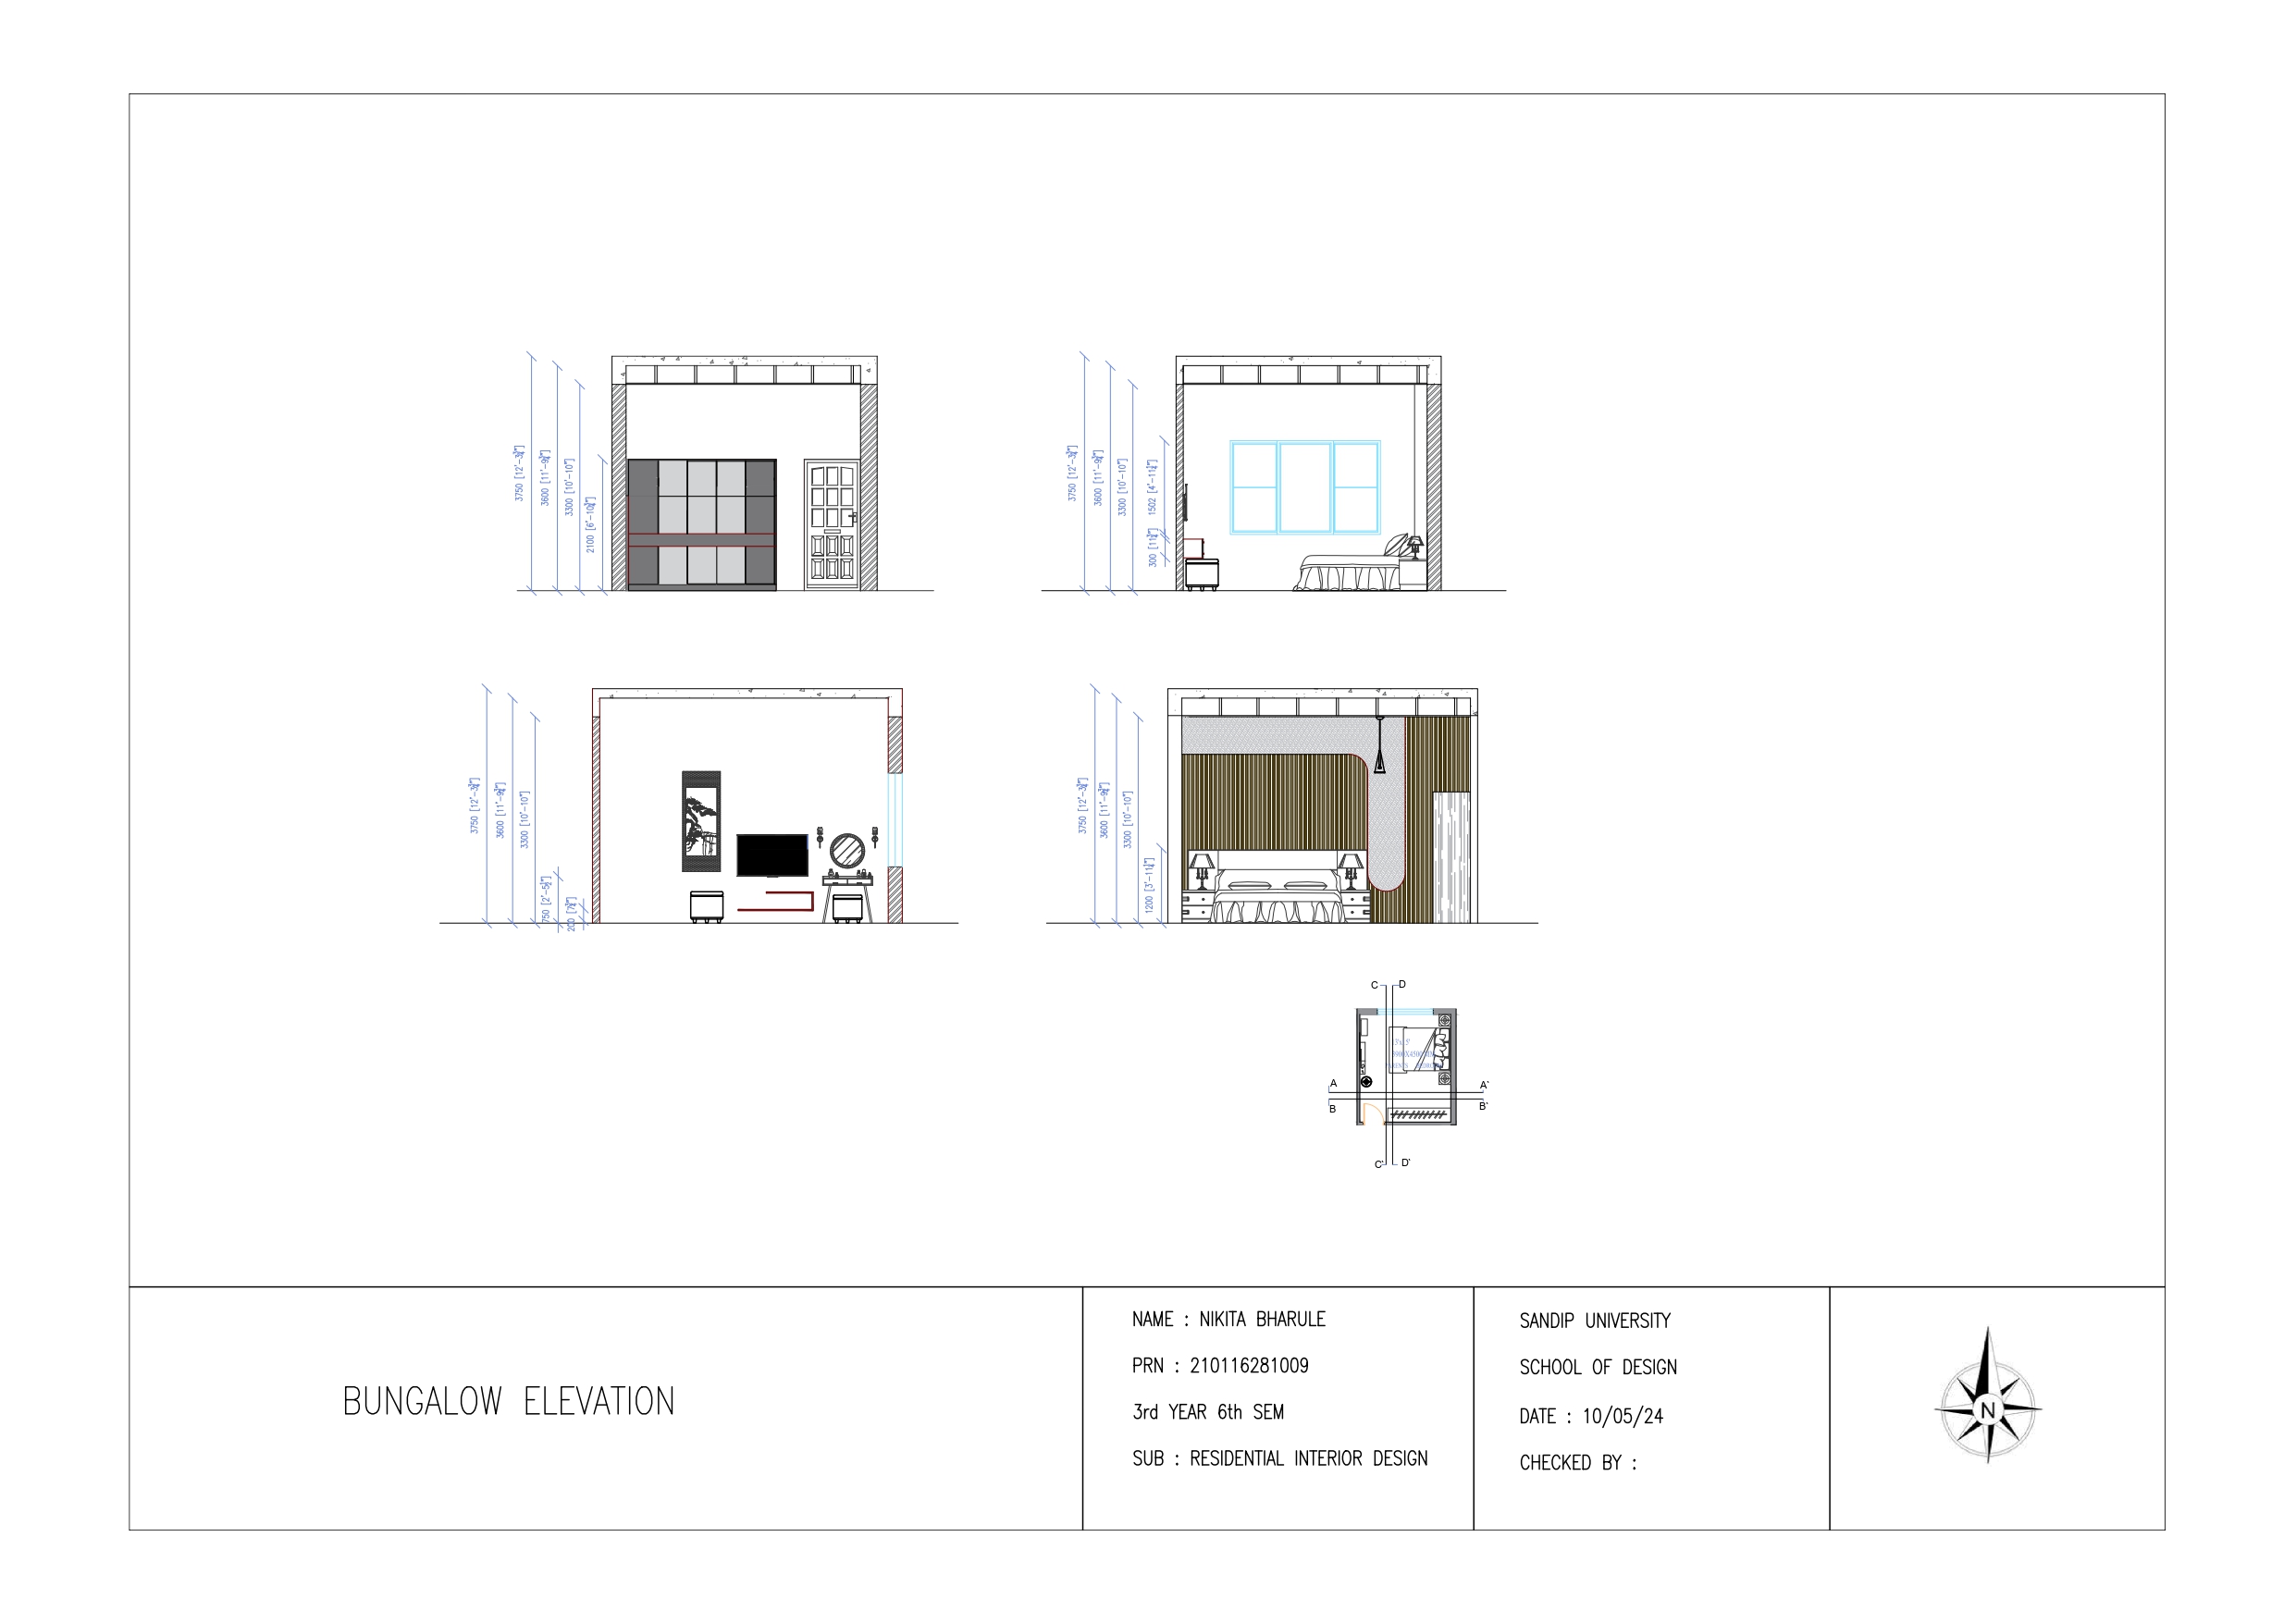 3750 [12'-3¾"]
3600 [11'-9¾"]
3300 [10'-10"]
2100 [6'-10¾"]
3750 [12'-3¾"]
3600 [11'-9¾"]
3300 [10'-10"]
1502 [4'-11¼"]
300 [11¾"]
3750 [12'-3¾"]
3600 [11'-9¾"]
3300 [10'-10"]
750 [2'-5½"]
200 [7¾"]
3750 [12'-3¾"]
3600 [11'-9¾"]
3300 [10'-10"]
1200 [3'-11¼"]
C D
A A'
B B'
C' D'
BUNGALOW ELEVATION
NAME : NIKITA BHARULE
PRN : 210116281009
3rd YEAR 6th SEM
SUB : RESIDENTIAL INTERIOR DESIGN
SANDIP UNIVERSITY
SCHOOL OF DESIGN
DATE : 10/05/24
CHECKED BY :
N